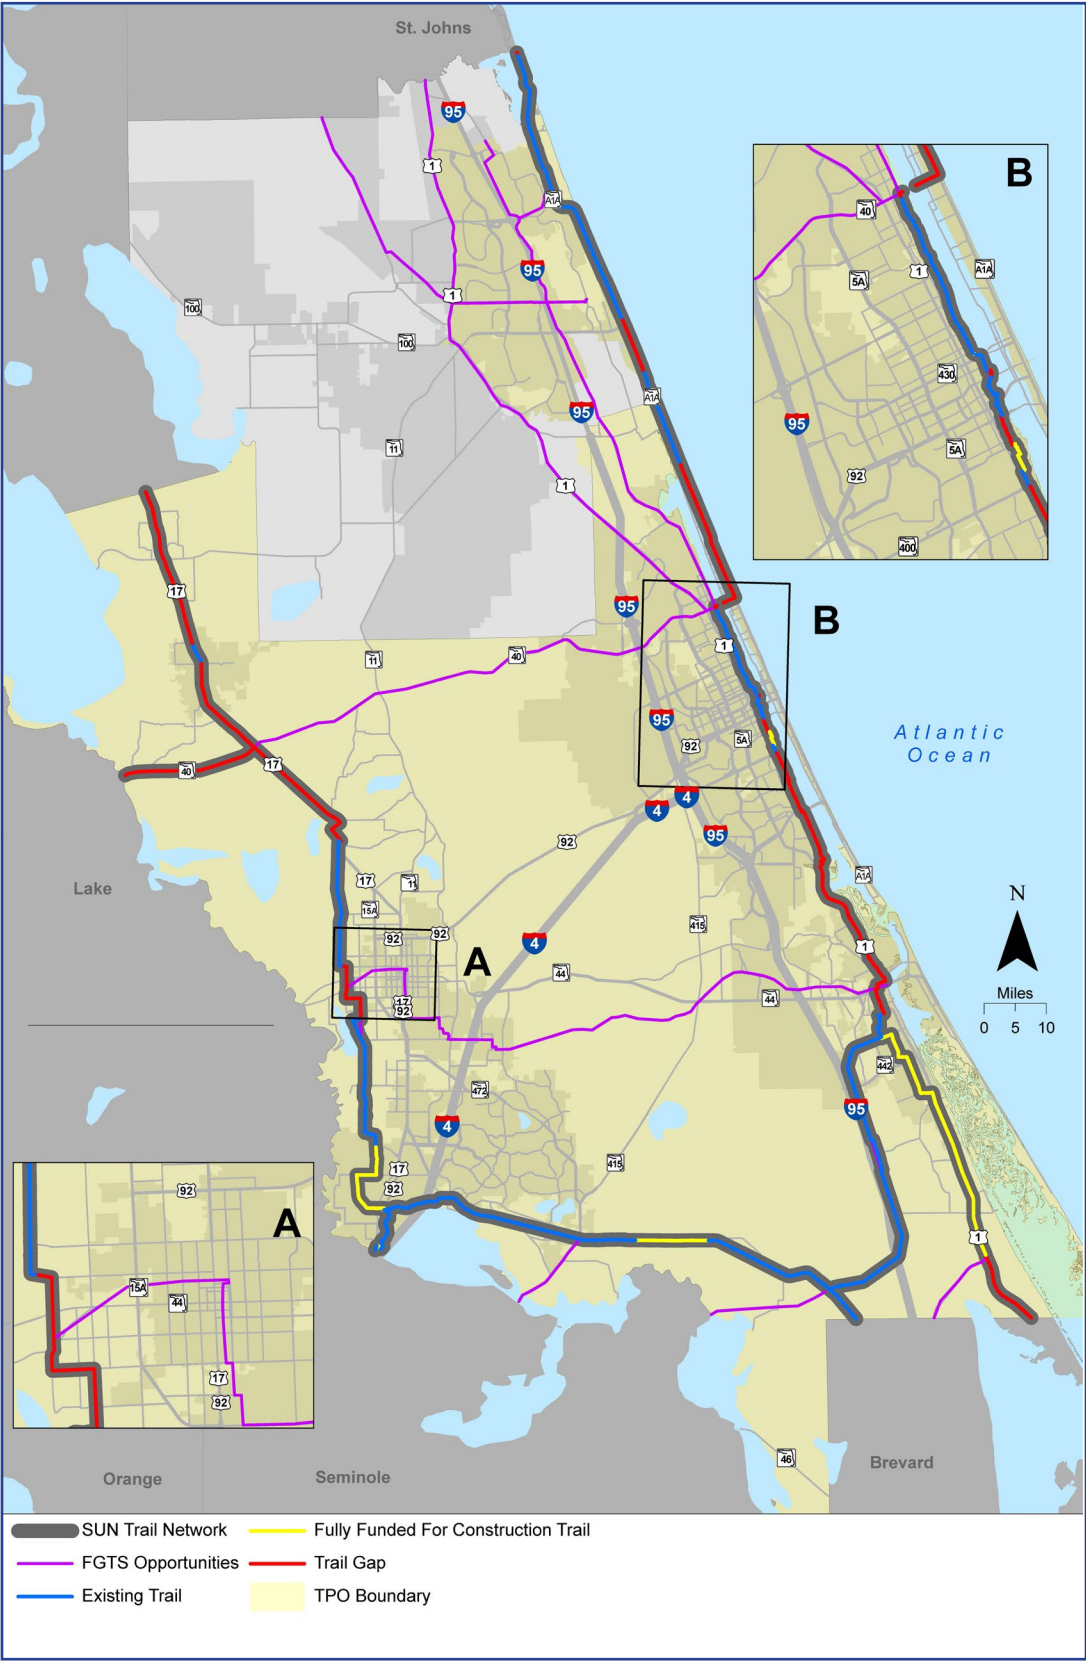 St. Johns
95
1
A1A
B
40
1
A1A
5A
95
1
100
100
430
A1A
95
95
11
5A
1
92
400
17
95
B
1
11
40
95
5A
92
Atlantic
Ocean
40
17
4
4
95
92
Lake
17
11
15A
A1A
N
92
92
415
1
A
4
44
44
Miles
0 5 10
17
92
442
472
95
4
415
17
92
92
A
1
15A
44
17
92
46
Brevard
Orange
Seminole
SUN Trail Network
Fully Funded For Construction Trail
FGTS Opportunities
Trail Gap
Existing Trail
TPO Boundary